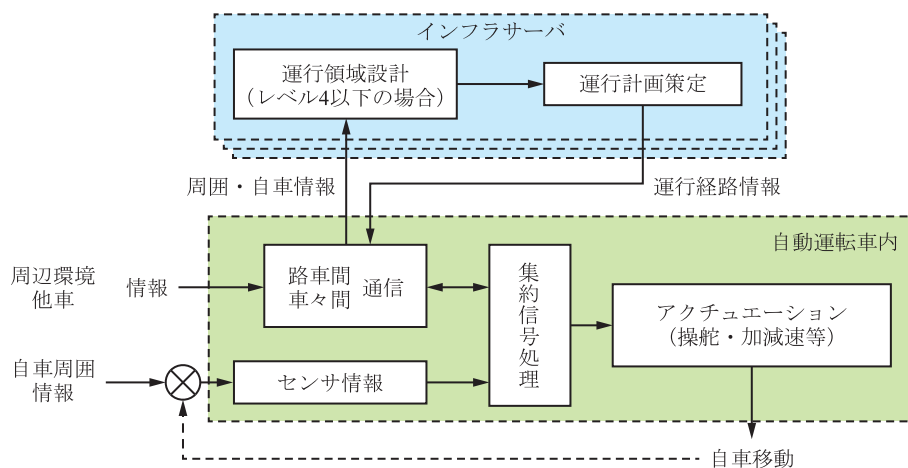 インフラサーバ
運行領域設計
（レベル4以下の場合）
運行計画策定
周囲・自車情報
運行経路情報
自動運転車内
周辺環境
他車
情報
路車間
車々間
通信
集約信号処理
アクチュエーション
（操舵・加減速等）
自車周囲
情報
センサ情報
自車移動